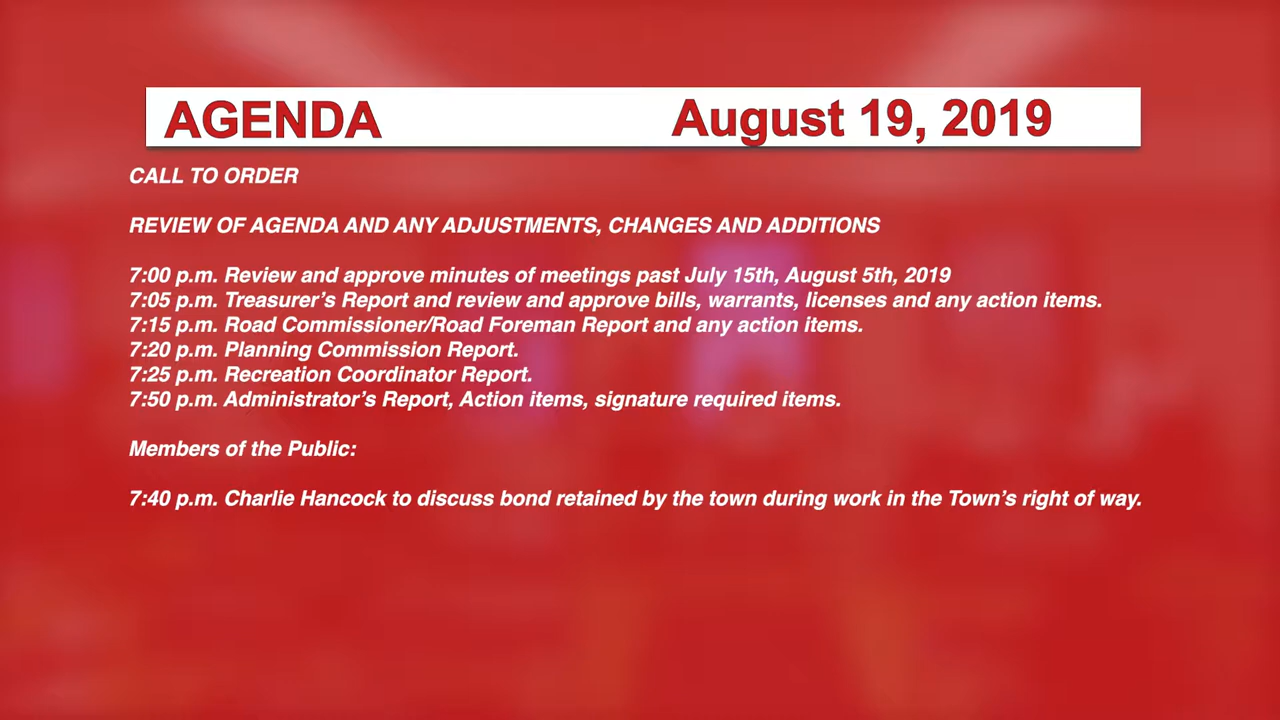 AGENDA August 19, 2019
CALL TO ORDER
REVIEW OF AGENDA AND ANY ADJUSTMENTS, CHANGES AND ADDITIONS
7:00 p.m. Review and approve minutes of meetings past July 15th, August 5th, 2019
7:05 p.m. Treasurer’s Report and review and approve bills, warrants, licenses and any action items.
7:15 p.m. Road Commissioner/Road Foreman Report and any action items.
7:20 p.m. Planning Commission Report.
7:25 p.m. Recreation Coordinator Report.
7:50 p.m. Administrator’s Report, Action items, signature required items.
Members of the Public:
7:40 p.m. Charlie Hancock to discuss bond retained by the town during work in the Town’s right of way.